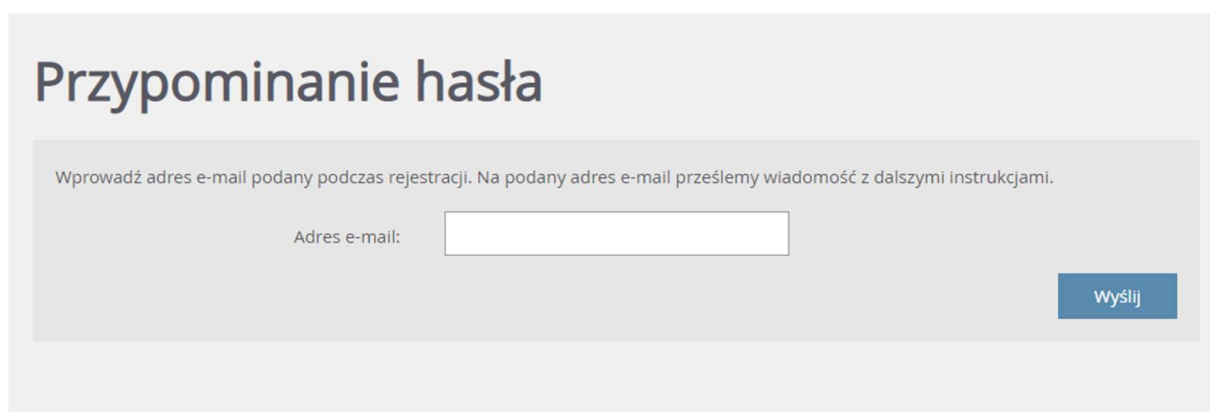 Przypominanie hasła
Wprowadź adres e-mail podany podczas rejestracji. Na podany adres e-mail prześlemy wiadomość z dalszymi instrukcjami.
Adres e-mail:
Wyślij